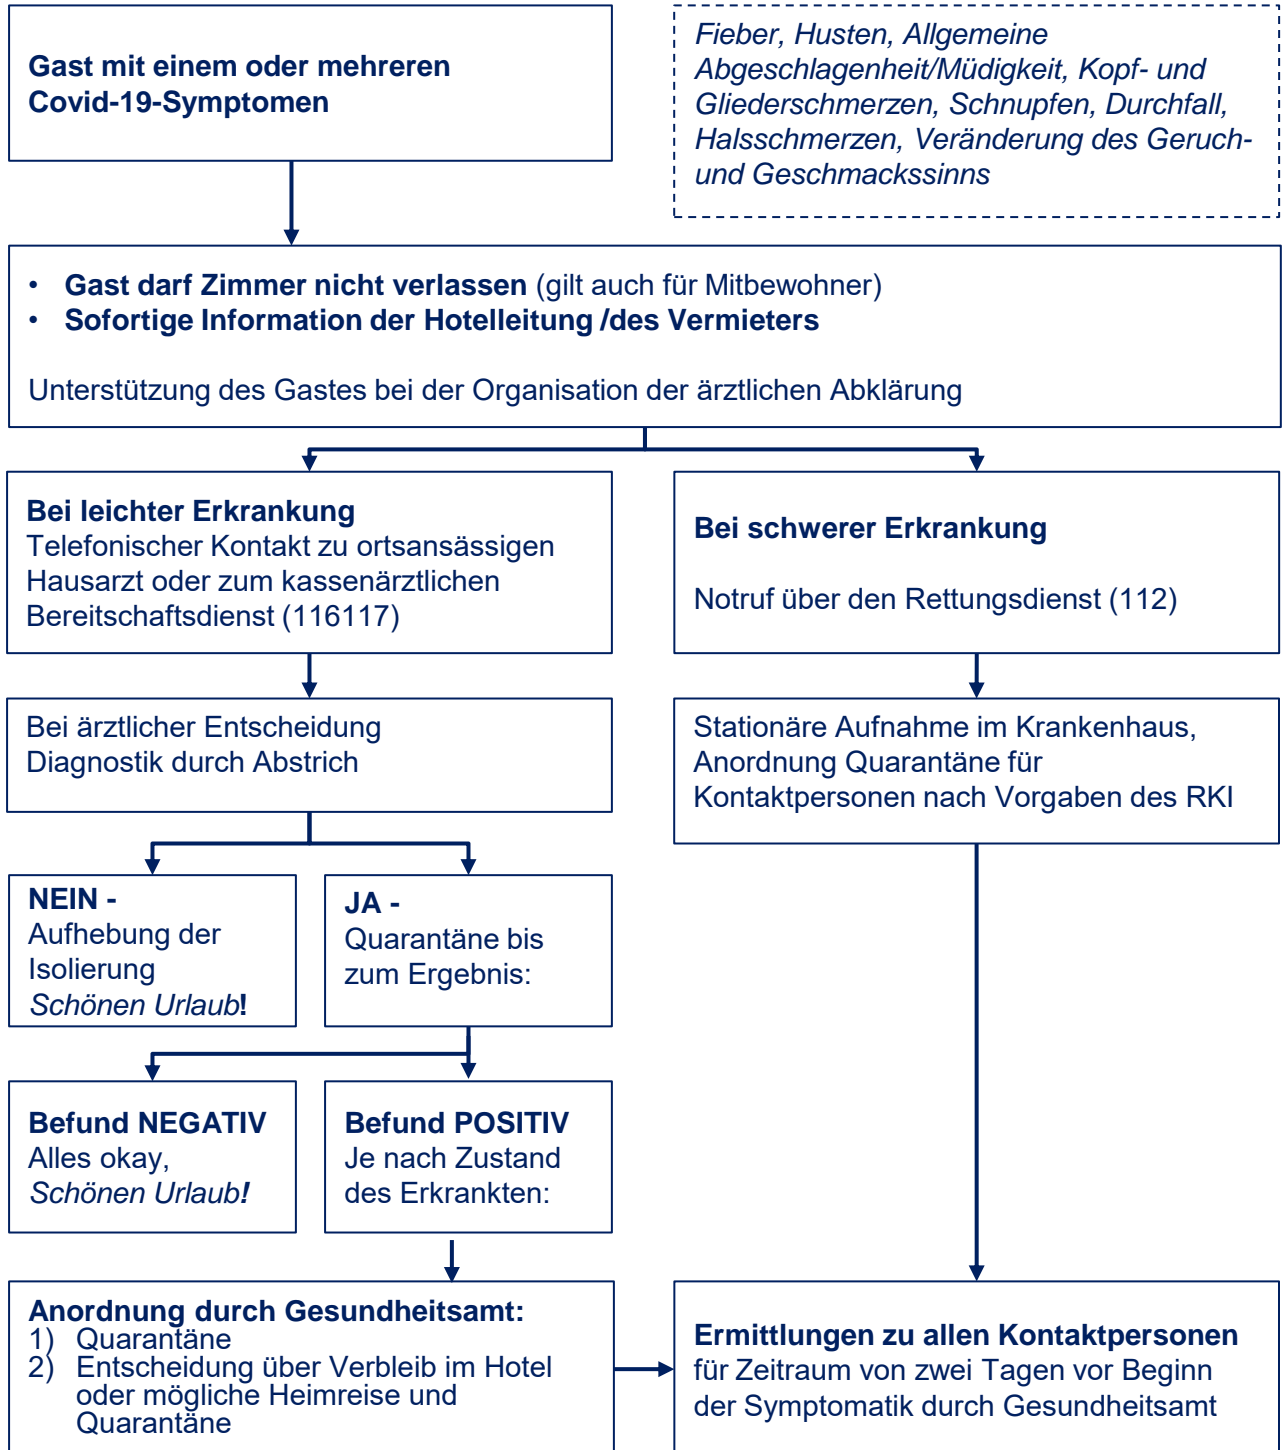 Gast mit einem oder mehreren
Covid-19-Symptomen
Fieber, Husten, Allgemeine
Abgeschlagenheit/Müdigkeit, Kopf- und
Gliederschmerzen, Schnupfen, Durchfall,
Halsschmerzen, Veränderung des Geruch-
und Geschmackssinns
• Gast darf Zimmer nicht verlassen (gilt auch für Mitbewohner)
• Sofortige Information der Hotelleitung /des Vermieters
Unterstützung des Gastes bei der Organisation der ärztlichen Abklärung
Bei leichter Erkrankung
Telefonischer Kontakt zu ortsansässigen
Hausarzt oder zum kassenärztlichen
Bereitschaftsdienst (116117)
Bei schwerer Erkrankung
Notruf über den Rettungsdienst (112)
Bei ärztlicher Entscheidung
Diagnostik durch Abstrich
Stationäre Aufnahme im Krankenhaus,
Anordnung Quarantäne für
Kontaktpersonen nach Vorgaben des RKI
NEIN -
Aufhebung der
Isolierung
Schönen Urlaub!
JA -
Quarantäne bis
zum Ergebnis:
Befund NEGATIV
Alles okay,
Schönen Urlaub!
Befund POSITIV
Je nach Zustand
des Erkrankten:
Anordnung durch Gesundheitsamt:
1) Quarantäne
2) Entscheidung über Verbleib im Hotel
oder mögliche Heimreise und
Quarantäne
Ermittlungen zu allen Kontaktpersonen
für Zeitraum von zwei Tagen vor Beginn
der Symptomatik durch Gesundheitsamt